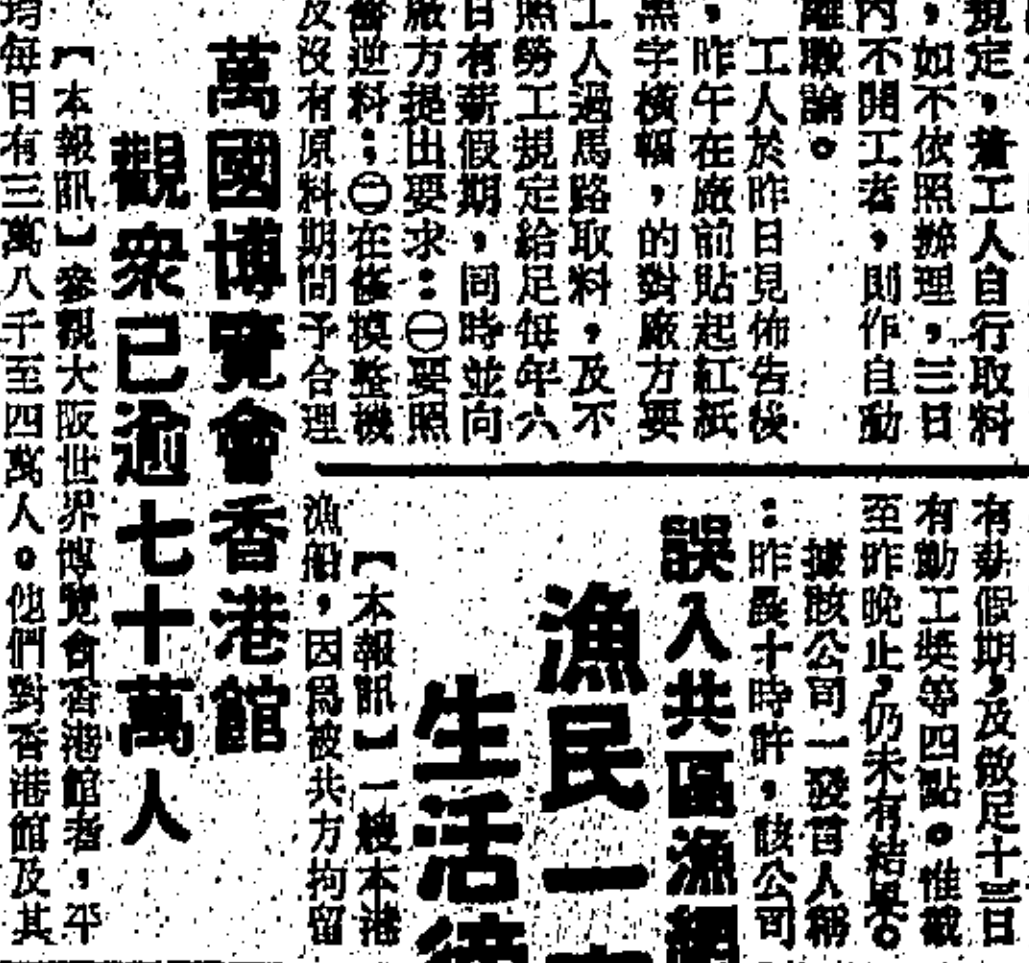 規定,着工人自行取料
,如不依照辦理,三日
內不開工者,則作自動
離職論。
工人於昨日見佈告後
,昨午在廠前貼起紅紙
黑字橫幅,的對廠方要
工人過馬路取料,及不
照勞工規定給足每年六
日有薪假期,同時並向
廠方提出要求:㊀要照
舊逆料;㊁在修模整機
及沒有原料期間予合理
有薪假期,及做足十三日
有勤工獎等四點。惟截
至昨晚止,仍未有結果。
據該公司一發言人稱
:昨晨十時許,該公司
誤入共區漁網
漁民一
生活
【本報訊】一艘本港
漁船,因爲被共方拘留
萬國博覽會香港館
觀衆已逾七十萬人
【本報訊】參觀大阪世界博覽會香港館者,平
均每日有三萬八千至四萬人。他們對香港館及其